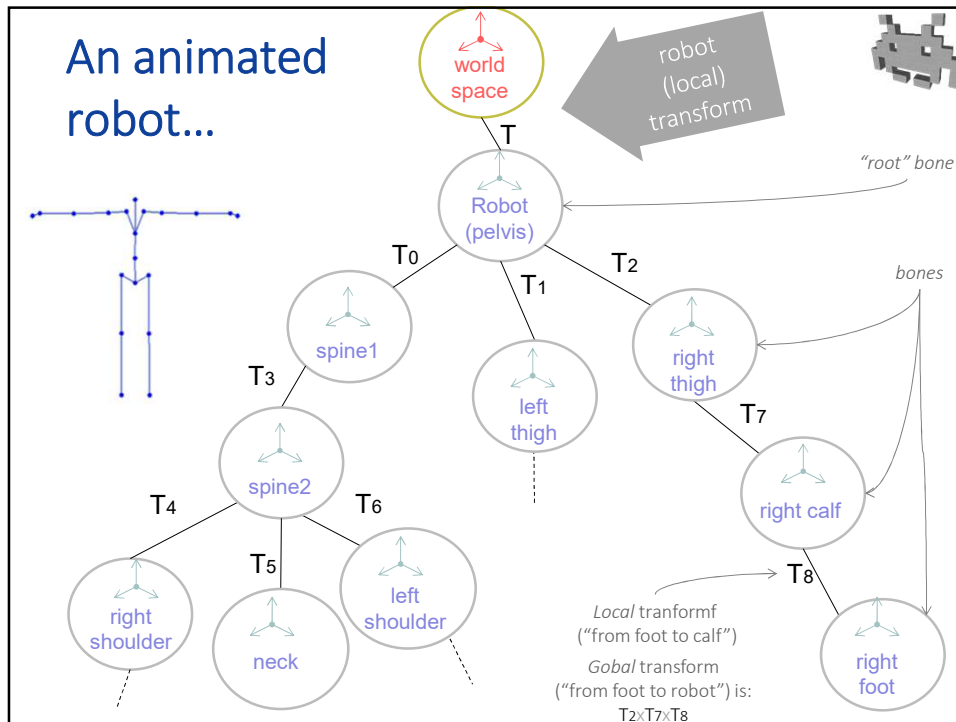 An animated
robot...
world
space
robot
(local)
transform
T
“root” bone
Robot
(pelvis)
T0
T1
T2
bones
spine1
right
thigh
left
thigh
T3
T7
spine2
right calf
T4
T6
T5
T8
right
shoulder
left
shoulder
neck
Local tranformf
(“from foot to calf”)
right
foot
Gobal transform
(“from foot to robot”) is:
T2xT7xT8